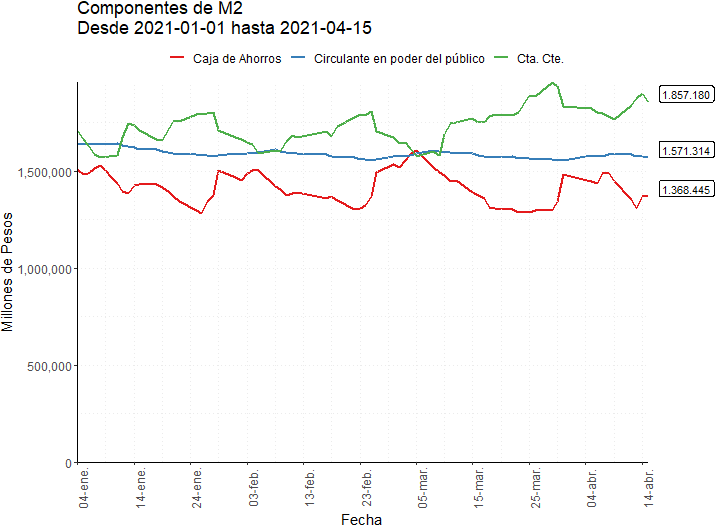 Componentes de M2
Desde 2021-01-01 hasta 2021-04-15
Caja de Ahorros Circulante en poder del público Cta. Cte.
Millones de Pesos
1.857.180
1.571.314
1,500,000
1.368.445
1,000,000
500,000
0
04-ene. 14-ene. 24-ene. 03-feb. 13-feb. 23-feb. 05-mar. 15-mar. 25-mar. 04-abr. 14-abr.
Fecha